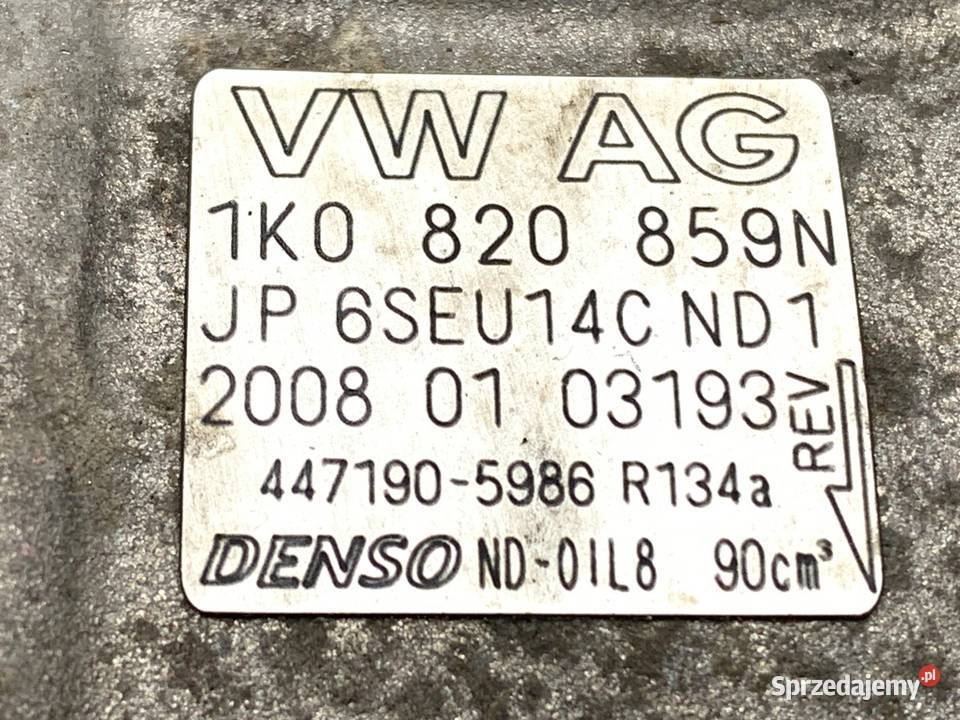 VW AG
1K0 820 859N
JP 6SEU14C ND1
2008 01 03193
REV
447190-5986 R134a
DENSO ND-OIL8 90cm³
Sprzedajemy.pl